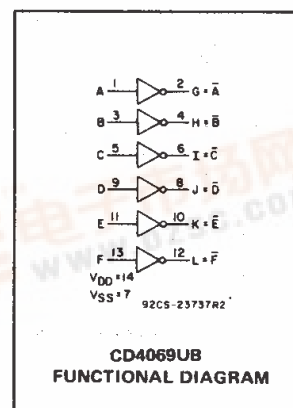 A 1 2 G = A̅
B 3 4 H = B̅
C 5 6 I = C̅
D 9 8 J = D̅
E 11 10 K = E̅
F 13 12 L = F̅
VDD = 14
VSS = 7
92CS-23737R2
CD4069UB
FUNCTIONAL DIAGRAM